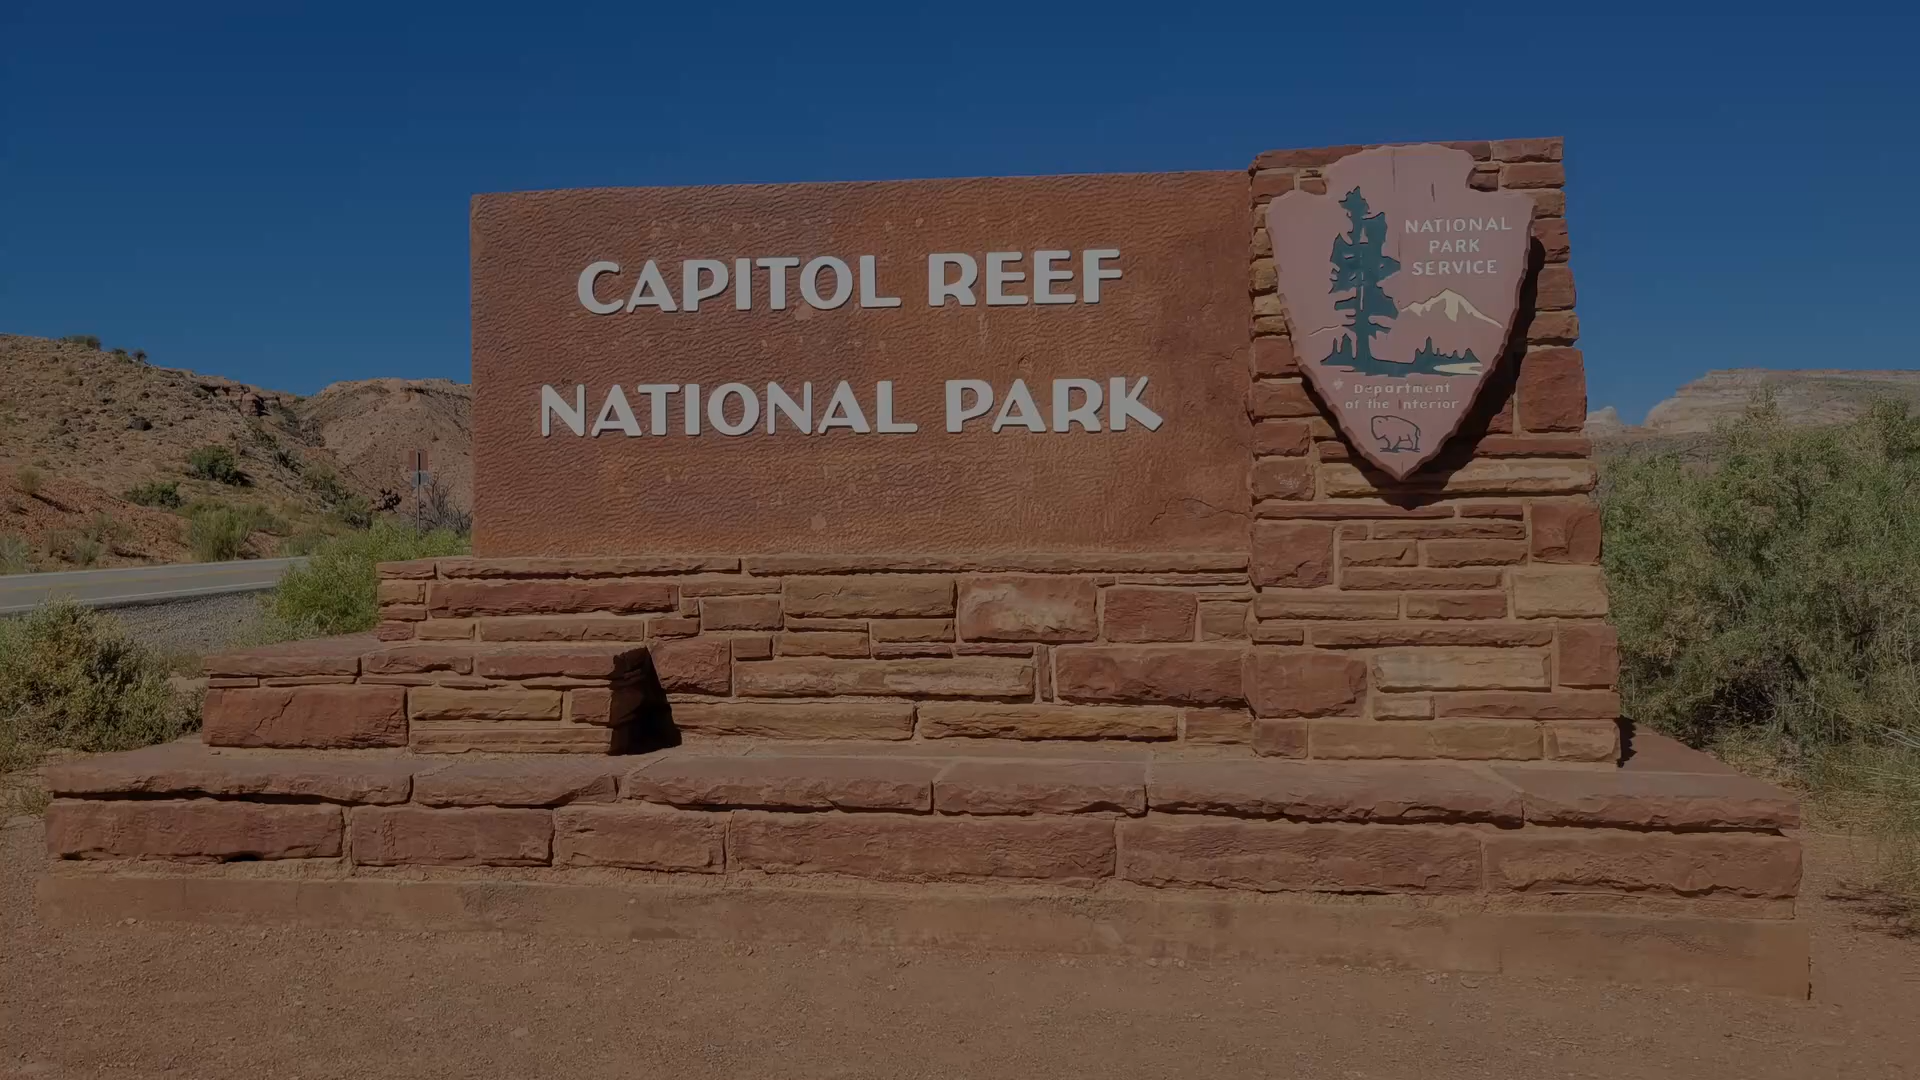 CAPITOL REEF
NATIONAL PARK
NATIONAL
PARK
SERVICE
Department
of the Interior